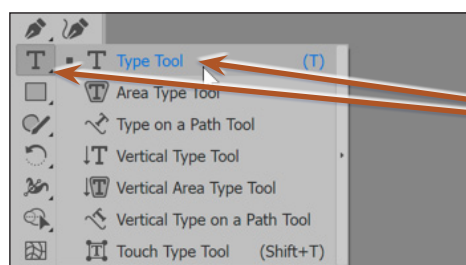 Type Tool (T)
Area Type Tool
Type on a Path Tool
Vertical Type Tool
Vertical Area Type Tool
Vertical Type on a Path Tool
Touch Type Tool (Shift+T)